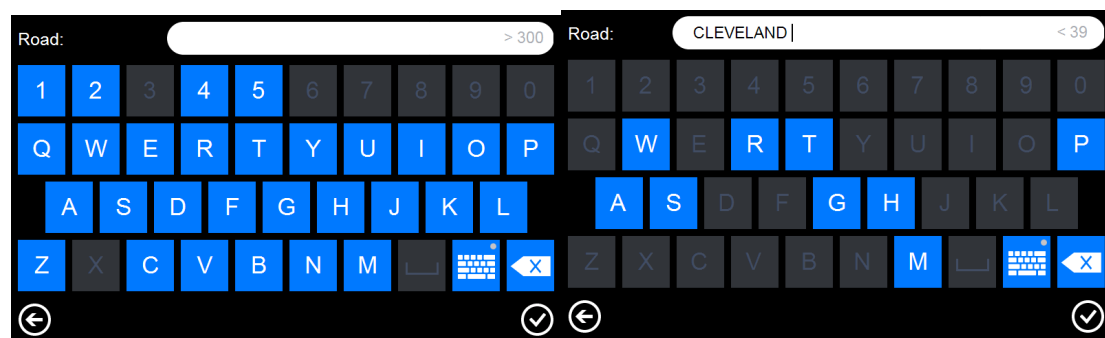 Road: > 300
1 2 3 4 5 6 7 8 9 0
Q W E R T Y U I O P
A S D F G H J K L
Z X C V B N M
Road: CLEVELAND < 39
1 2 3 4 5 6 7 8 9 0
Q W E R T Y U I O P
A S D F G H J K L
Z X C V B N M